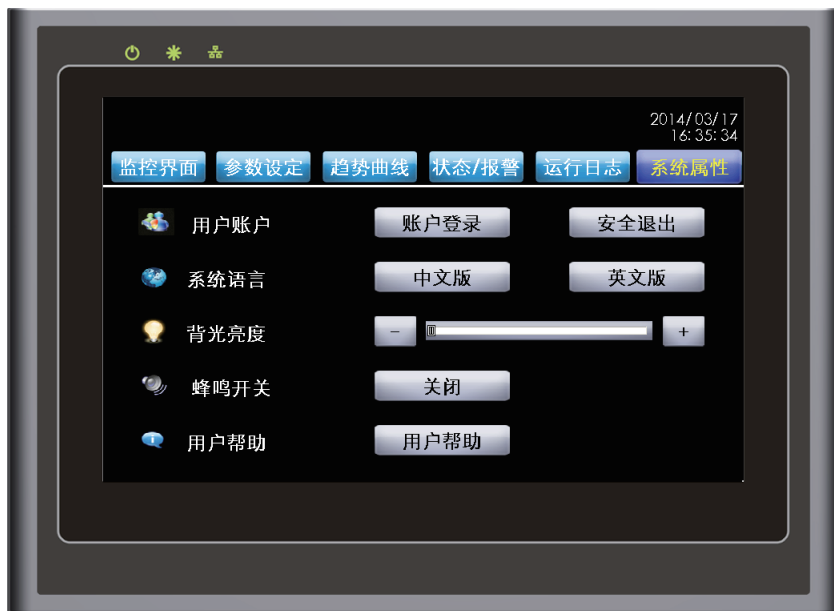 2014/03/17
16:35:34
监控界面 参数设定 趋势曲线 状态/报警 运行日志 系统属性
用户账户 账户登录 安全退出
系统语言 中文版 英文版
背光亮度 - +
蜂鸣开关 关闭
用户帮助 用户帮助